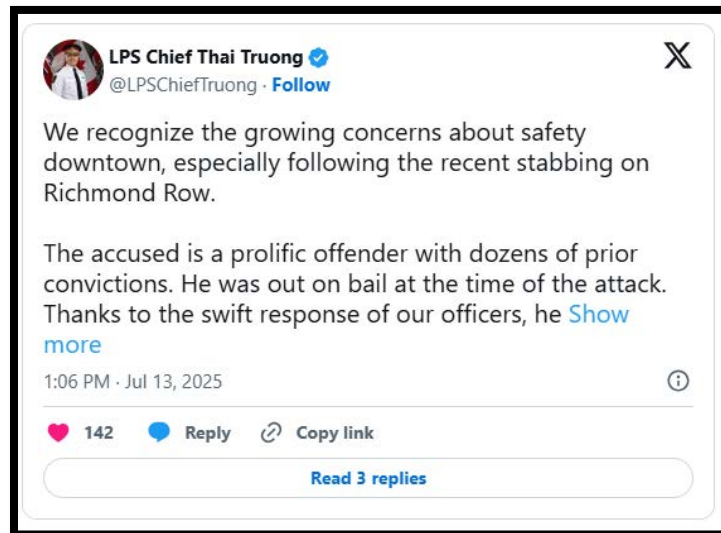 LPS Chief Thai Truong
@LPSChiefTruong · Follow
We recognize the growing concerns about safety
downtown, especially following the recent stabbing on
Richmond Row.
The accused is a prolific offender with dozens of prior
convictions. He was out on bail at the time of the attack.
Thanks to the swift response of our officers, he Show
more
1:06 PM · Jul 13, 2025
142 Reply Copy link
Read 3 replies